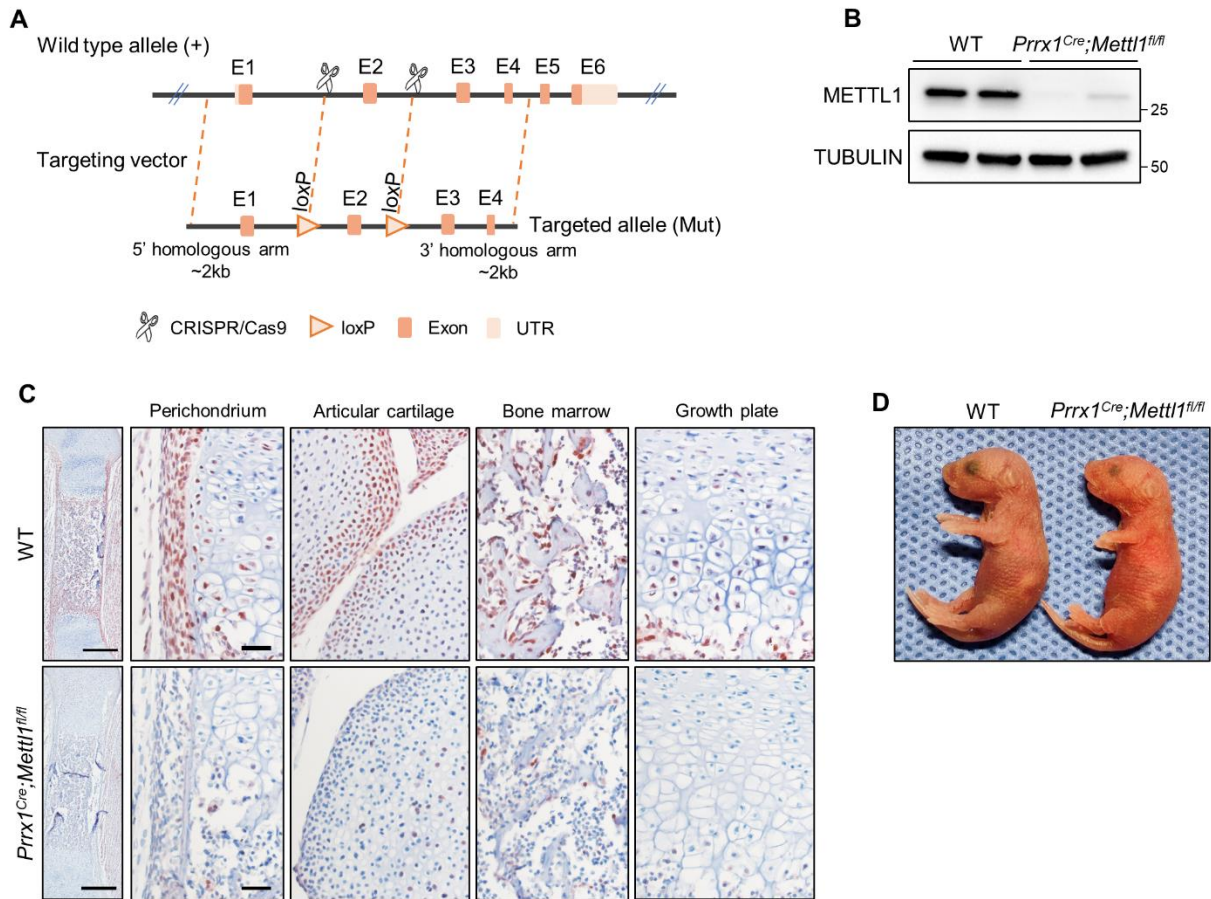 A
Wild type allele (+)
E1
E2
E3
E4
E5
E6
Targeting vector
E1
loxP
E2
loxP
E3
E4
Targeted allele (Mut)
5’ homologous arm
~2kb
3’ homologous arm
~2kb
CRISPR/Cas9
loxP
Exon
UTR
B
WT
Prrx1Cre;Mettl1fl/fl
METTL1
25
TUBULIN
50
C
Perichondrium
Articular cartilage
Bone marrow
Growth plate
WT
Prrx1Cre;Mettl1fl/fl
D
WT
Prrx1Cre;Mettl1fl/fl